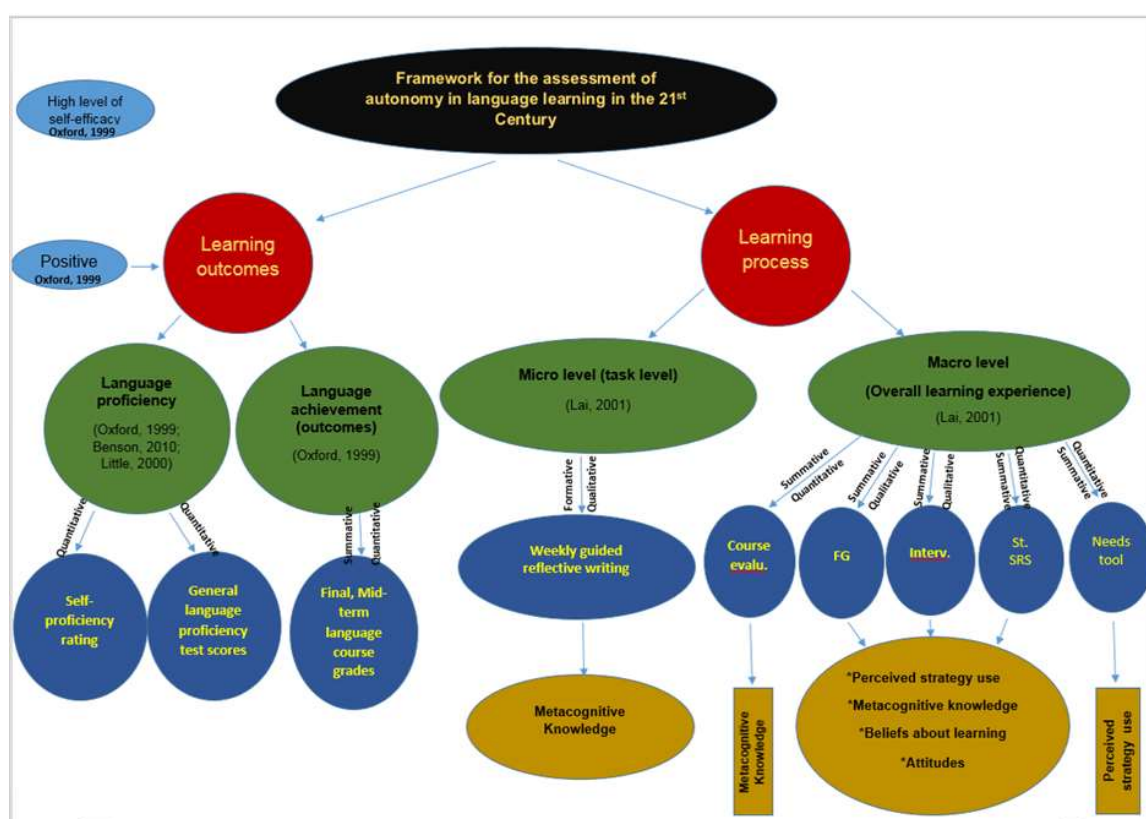 Framework for the assessment of
autonomy in language learning in the 21st
Century
High level of
self-efficacy
Oxford, 1999
Learning
outcomes
Learning
process
Positive
Oxford, 1999
Language
proficiency
(Oxford, 1999;
Benson, 2010;
Little, 2000)
Language
achievement
(outcomes)
(Oxford, 1999)
Micro level (task level)
(Lai, 2001)
Macro level
(Overall learning experience)
(Lai, 2001)
Quantitative
Quantitative
Summative
Quantitative
Formative
Qualitative
Summative
Quantitative
Summative
Qualitative
Summative
Qualitative
Summative
Quantitative
Summative
Quantitative
Self-
proficiency
rating
General
language
proficiency
test scores
Final, Mid-
term
language
course
grades
Weekly guided
reflective writing
Course
evalu.
FG
Interv.
St.
SRS
Needs
tool
Metacognitive
Knowledge
Metacognitive
Knowledge
*Perceived strategy use
*Metacognitive knowledge
*Beliefs about learning
*Attitudes
Perceived
strategy use